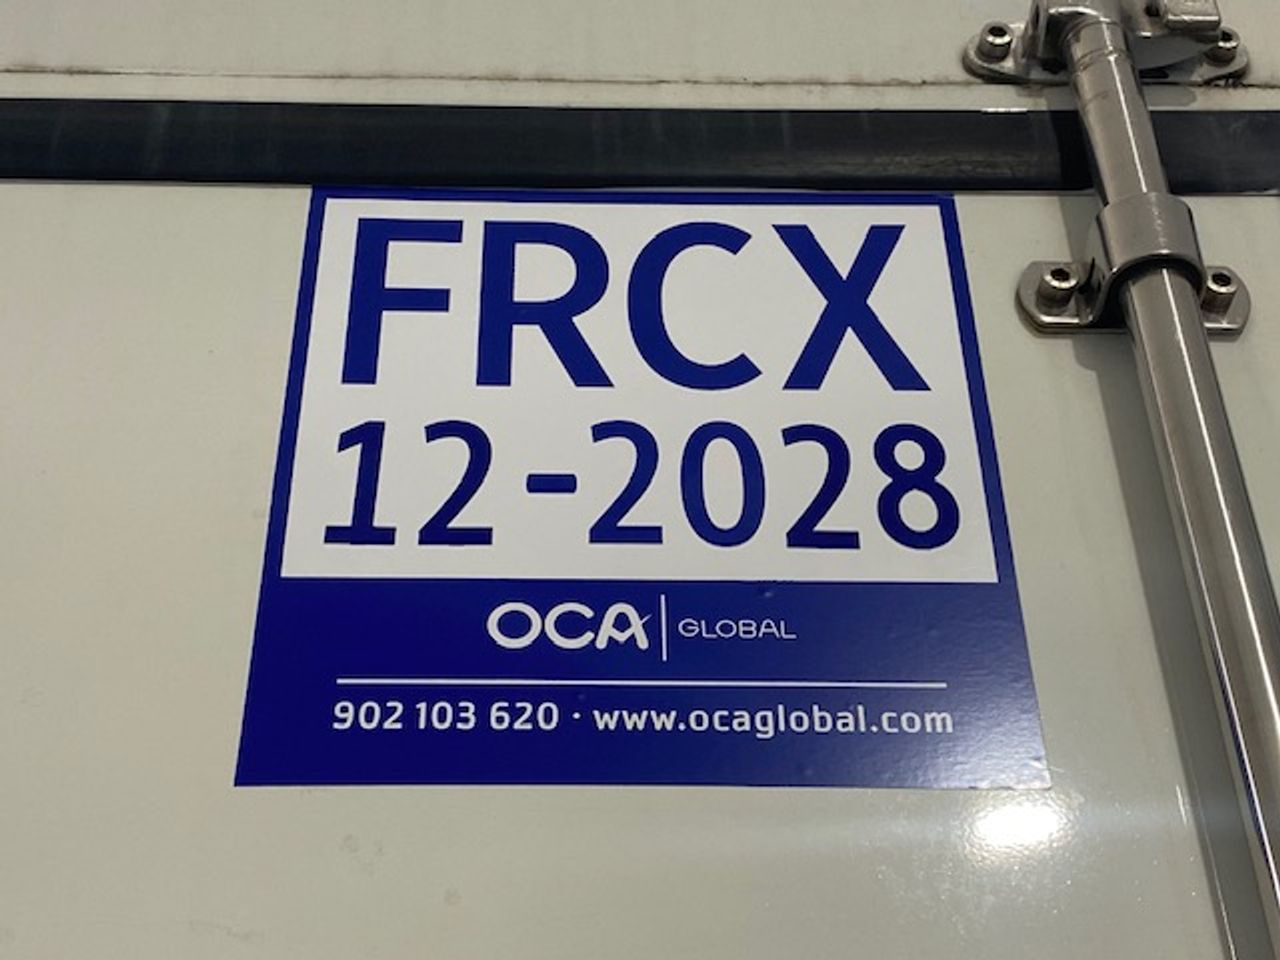 FRCX
12-2028
OCA | GLOBAL
902 103 620 · www.ocaglobal.com